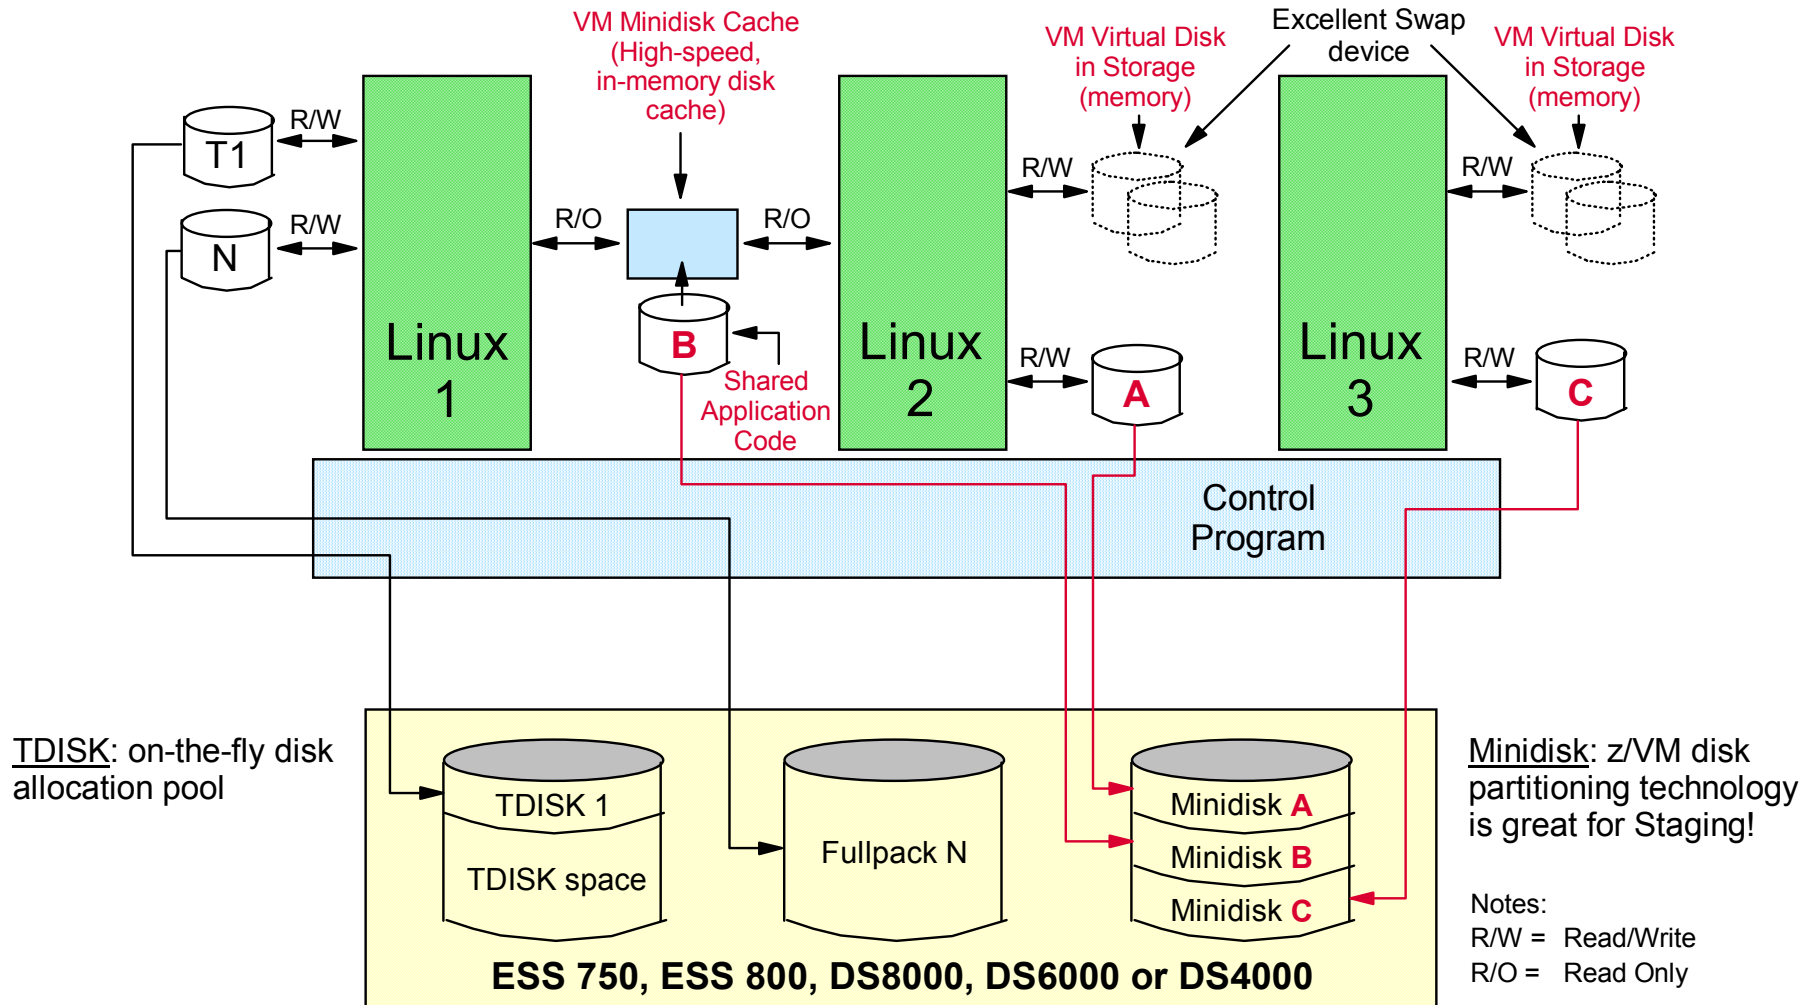 VM Minidisk Cache
(High-speed,
in-memory disk
cache)
VM Virtual Disk
in Storage
(memory)
Excellent Swap
device
VM Virtual Disk
in Storage
(memory)
T1
R/W
N
R/W
R/O
R/O
R/W
R/W
Linux
1
B
Shared
Application
Code
Linux
2
R/W
A
Linux
3
R/W
C
Control
Program
TDISK: on-the-fly disk
allocation pool
TDISK 1
TDISK space
Fullpack N
Minidisk A
Minidisk B
Minidisk C
Minidisk: z/VM disk
partitioning technology
is great for Staging!
Notes:
R/W = Read/Write
R/O = Read Only
ESS 750, ESS 800, DS8000, DS6000 or DS4000